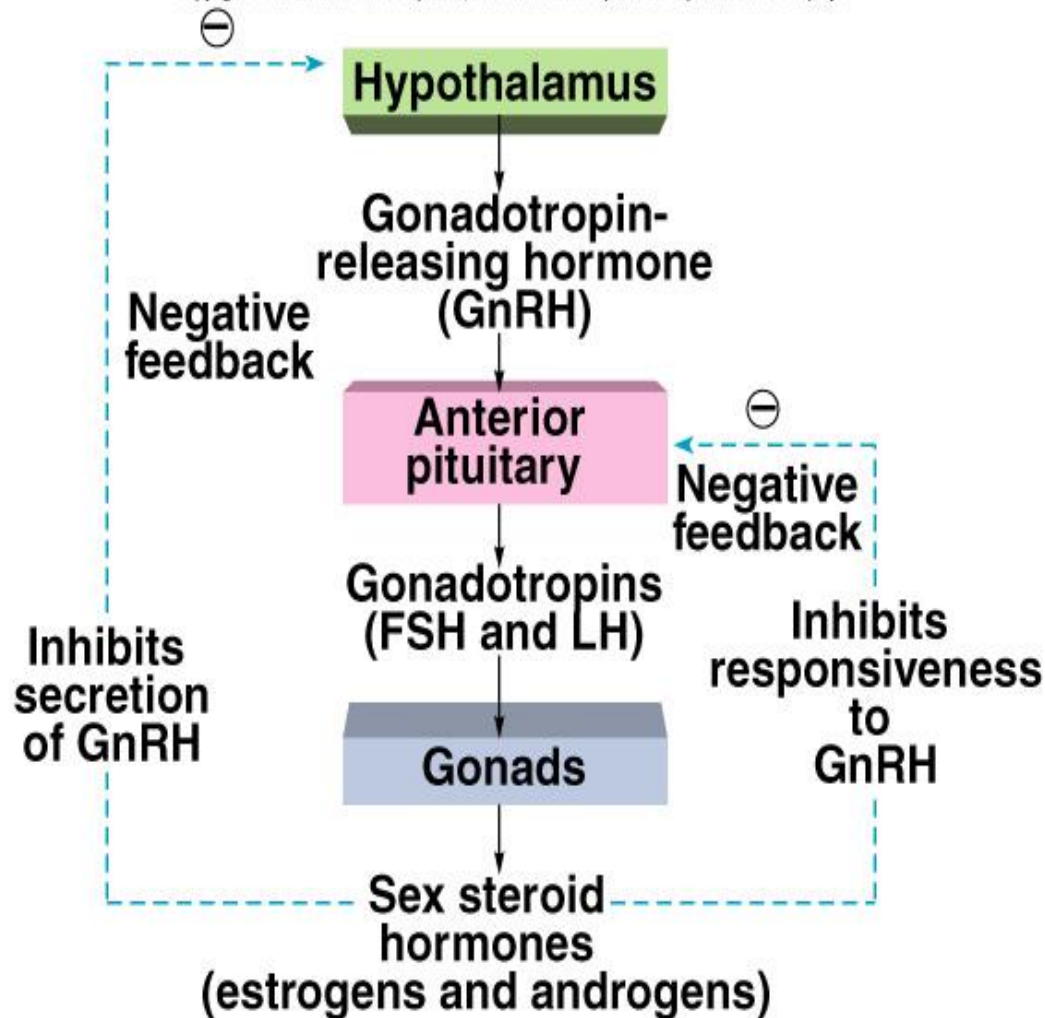 Hypothalamus
Gonadotropin-
releasing hormone
(GnRH)
Negative
feedback
Anterior
pituitary
Negative
feedback
Gonadotropins
(FSH and LH)
Inhibits
secretion
of GnRH
Inhibits
responsiveness
to
GnRH
Gonads
Sex steroid
hormones
(estrogens and androgens)